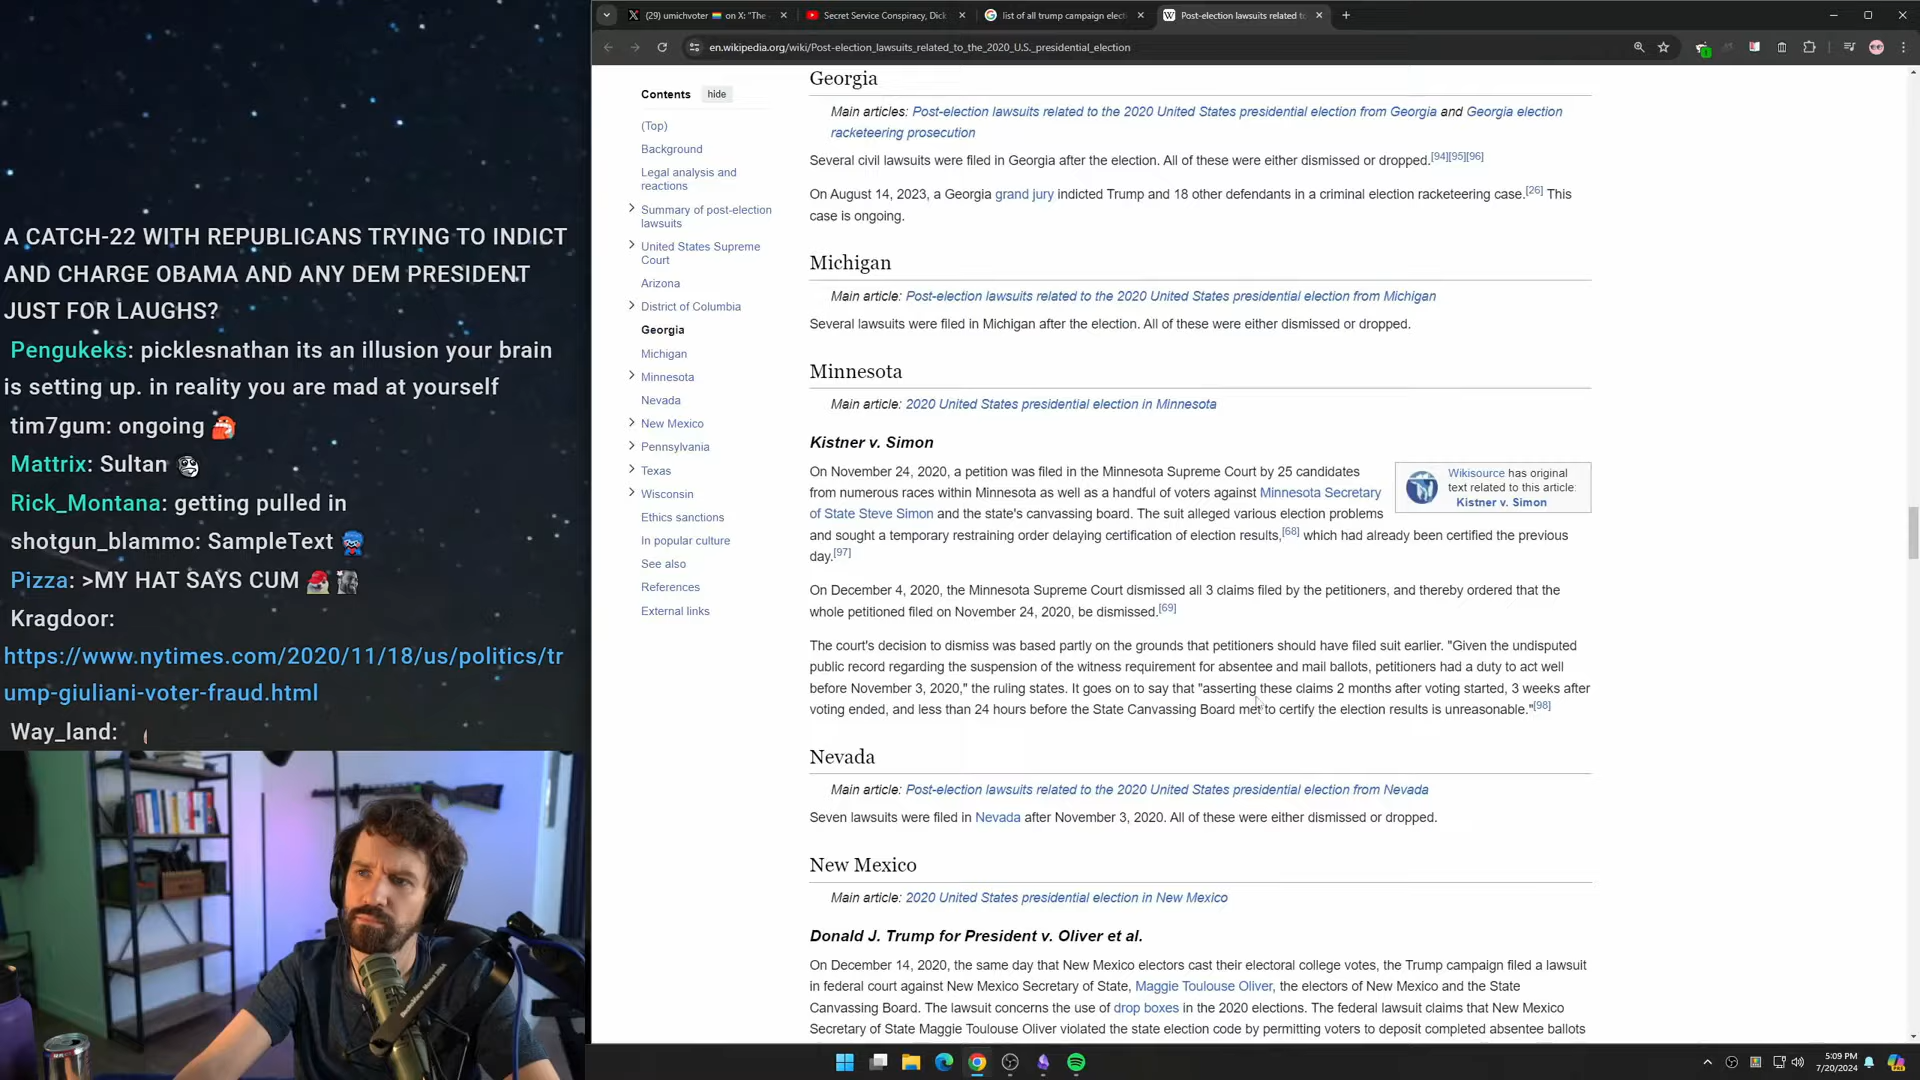 A CATCH-22 WITH REPUBLICANS TRYING TO INDICT
AND CHARGE OBAMA AND ANY DEM PRESIDENT
JUST FOR LAUGHS?
Pengukeks: picklesnathan its an illusion your brain
is setting up. in reality you are mad at yourself
tim7gum: ongoing
Mattrix: Sultan
Rick_Montana: getting pulled in
shotgun_blammo: SampleText
Pizza: >MY HAT SAYS CUM
Kragdoor:
https://www.nytimes.com/2020/11/18/us/politics/tr
ump-giuliani-voter-fraud.html
Way_land:
(29) umichvoter on X: "The
Secret Service Conspiracy, Dick
list of all trump campaign electi
Post-election lawsuits related to
en.wikipedia.org/wiki/Post-election_lawsuits_related_to_the_2020_U.S._presidential_election
Contents hide
(Top)
Background
Legal analysis and
reactions
Summary of post-election
lawsuits
United States Supreme
Court
Arizona
District of Columbia
Georgia
Michigan
Minnesota
Nevada
New Mexico
Pennsylvania
Texas
Wisconsin
Ethics sanctions
In popular culture
See also
References
External links
Georgia
Main articles: Post-election lawsuits related to the 2020 United States presidential election from Georgia and Georgia election
racketeering prosecution
Several civil lawsuits were filed in Georgia after the election. All of these were either dismissed or dropped.[94][95][96]
On August 14, 2023, a Georgia grand jury indicted Trump and 18 other defendants in a criminal election racketeering case.[26] This
case is ongoing.
Michigan
Main article: Post-election lawsuits related to the 2020 United States presidential election from Michigan
Several lawsuits were filed in Michigan after the election. All of these were either dismissed or dropped.
Minnesota
Main article: 2020 United States presidential election in Minnesota
Kistner v. Simon
On November 24, 2020, a petition was filed in the Minnesota Supreme Court by 25 candidates
from numerous races within Minnesota as well as a handful of voters against Minnesota Secretary
of State Steve Simon and the state's canvassing board. The suit alleged various election problems
and sought a temporary restraining order delaying certification of election results,[68] which had already been certified the previous
day.[97]
Wikisource has original
text related to this article:
Kistner v. Simon
On December 4, 2020, the Minnesota Supreme Court dismissed all 3 claims filed by the petitioners, and thereby ordered that the
whole petitioned filed on November 24, 2020, be dismissed.[69]
The court's decision to dismiss was based partly on the grounds that petitioners should have filed suit earlier. "Given the undisputed
public record regarding the suspension of the witness requirement for absentee and mail ballots, petitioners had a duty to act well
before November 3, 2020," the ruling states. It goes on to say that "asserting these claims 2 months after voting started, 3 weeks after
voting ended, and less than 24 hours before the State Canvassing Board met to certify the election results is unreasonable."[98]
Nevada
Main article: Post-election lawsuits related to the 2020 United States presidential election from Nevada
Seven lawsuits were filed in Nevada after November 3, 2020. All of these were either dismissed or dropped.
New Mexico
Main article: 2020 United States presidential election in New Mexico
Donald J. Trump for President v. Oliver et al.
On December 14, 2020, the same day that New Mexico electors cast their electoral college votes, the Trump campaign filed a lawsuit
in federal court against New Mexico Secretary of State, Maggie Toulouse Oliver, the electors of New Mexico and the State
Canvassing Board. The lawsuit concerns the use of drop boxes in the 2020 elections. The federal lawsuit claims that New Mexico
Secretary of State Maggie Toulouse Oliver violated the state election code by permitting voters to deposit completed absentee ballots
5:09 PM
7/20/2024